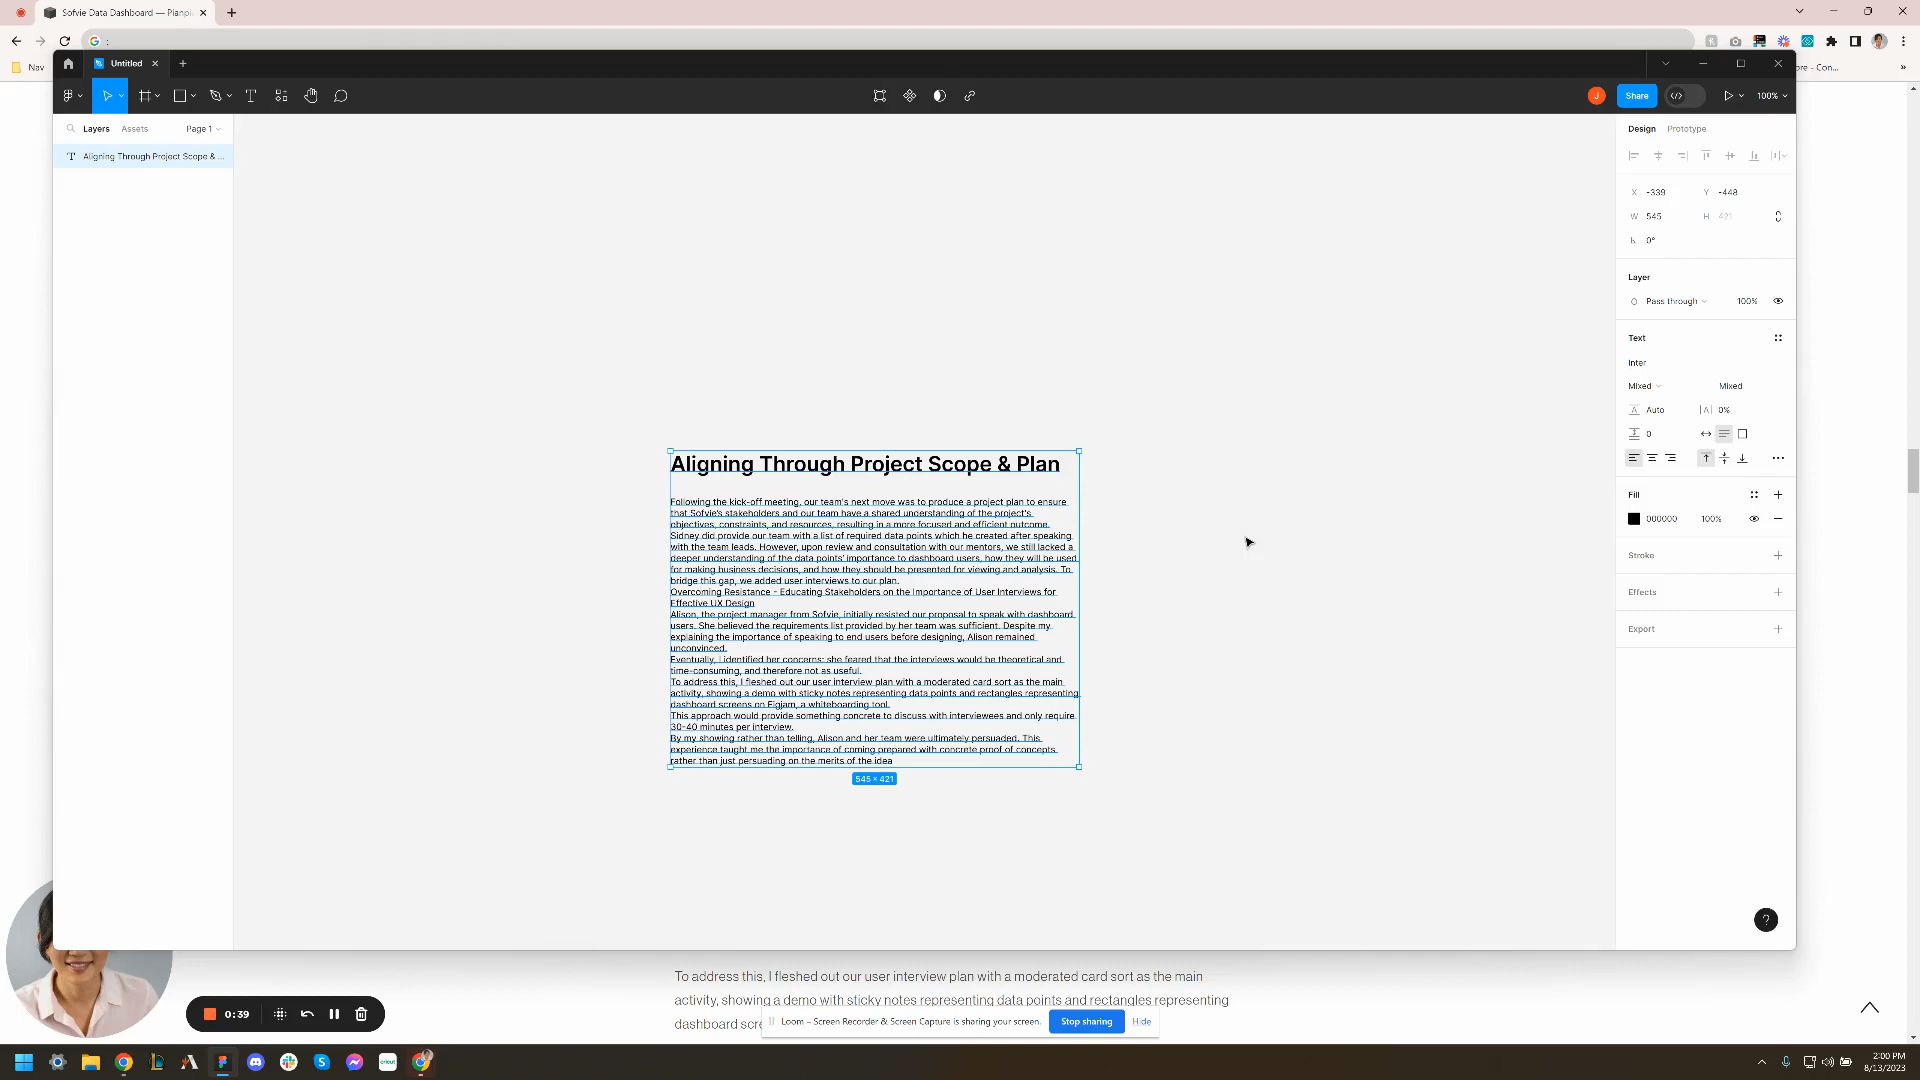 Sofvie Data Dashboard — Pianpi
:
Nav
ore - Con...
»
Untitled
J
Share
100%
Layers
Assets
Page 1
Aligning Through Project Scope & ...
Design
Prototype
X
-339
Y
-448
W
545
H
421
0°
Layer
Pass through
100%
Text
Inter
Mixed
Mixed
Auto
0%
0
Fill
000000
100%
Stroke
Effects
Export
Aligning Through Project Scope & Plan
Following the kick-off meeting, our team's next move was to produce a project plan to ensure
that Sofvie's stakeholders and our team have a shared understanding of the project's
objectives, constraints, and resources, resulting in a more focused and efficient outcome.
Sidney did provide our team with a list of required data points which he created after speaking
with the team leads. However, upon review and consultation with our mentors, we still lacked a
deeper understanding of the data points' importance to dashboard users, how they will be used
for making business decisions, and how they should be presented for viewing and analysis. To
bridge this gap, we added user interviews to our plan.
Overcoming Resistance - Educating Stakeholders on the Importance of User Interviews for
Effective UX Design
Alison, the project manager from Sofvie, initially resisted our proposal to speak with dashboard
users. She believed the requirements list provided by her team was sufficient. Despite my
explaining the importance of speaking to end users before designing, Alison remained
unconvinced.
Eventually, I identified her concerns: she feared that the interviews would be theoretical and
time-consuming, and therefore not as useful.
To address this, I fleshed out our user interview plan with a moderated card sort as the main
activity, showing a demo with sticky notes representing data points and rectangles representing
dashboard screens on Figjam, a whiteboarding tool.
This approach would provide something concrete to discuss with interviewees and only require
30-40 minutes per interview.
By my showing rather than telling, Alison and her team were ultimately persuaded. This
experience taught me the importance of coming prepared with concrete proof of concepts
rather than just persuading on the merits of the idea
545 × 421
?
To address this, I fleshed out our user interview plan with a moderated card sort as the main
activity, showing a demo with sticky notes representing data points and rectangles representing
dashboard scre
0:39
Loom – Screen Recorder & Screen Capture is sharing your screen.
Stop sharing
Hide
cricut
2:00 PM
8/13/2023